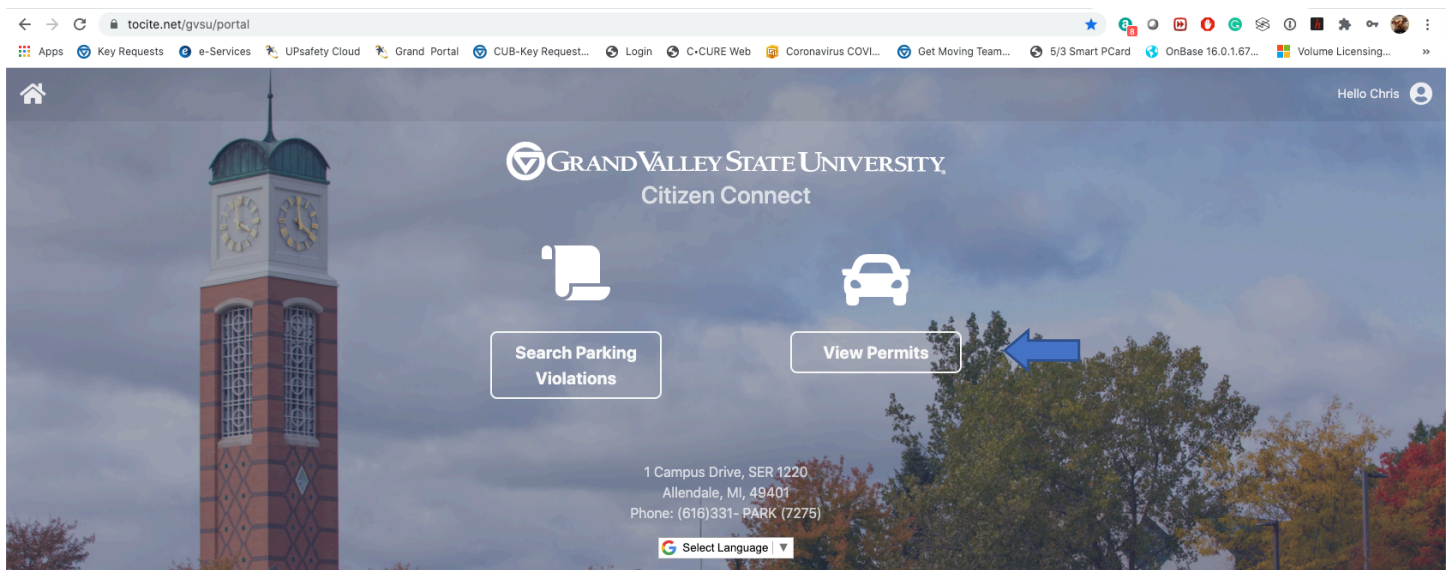 tocite.net/gvsu/portal
8
Apps Key Requests e-Services UPsafety Cloud Grand Portal CUB-Key Request... Login C•CURE Web Coronavirus COVI... Get Moving Team... 5/3 Smart PCard OnBase 16.0.1.67... Volume Licensing... »
Hello Chris
GRAND VALLEY STATE UNIVERSITY
Citizen Connect
Search Parking
Violations
View Permits
1 Campus Drive, SER 1220
Allendale, MI, 49401
Phone: (616)331- PARK (7275)
G Select Language ▼